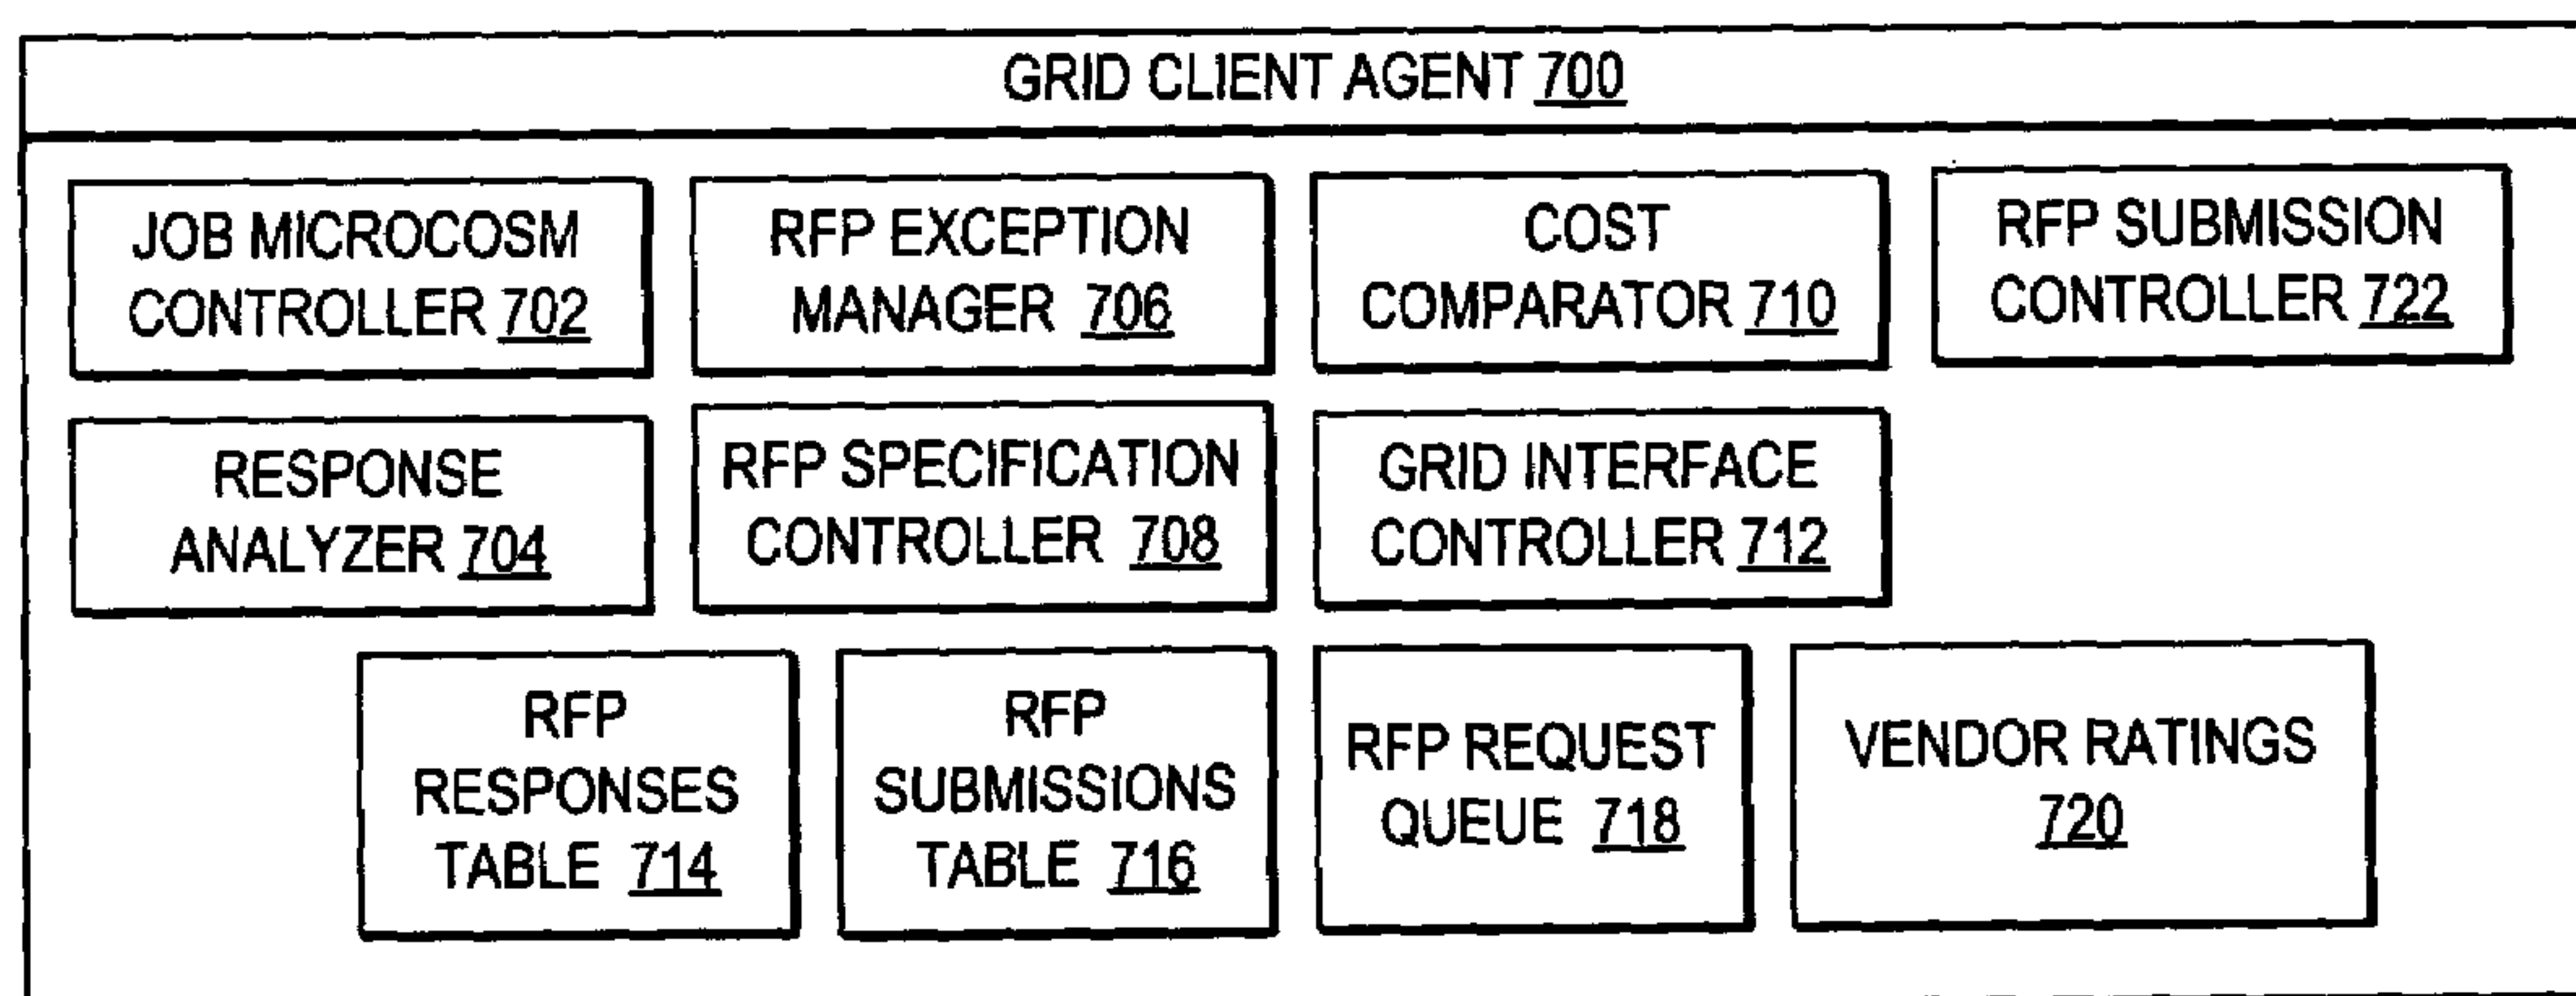 GRID CLIENT AGENT 700
JOB MICROCOSM
CONTROLLER 702
RFP EXCEPTION
MANAGER 706
COST
COMPARATOR 710
RFP SUBMISSION
CONTROLLER 722
RESPONSE
ANALYZER 704
RFP SPECIFICATION
CONTROLLER 708
GRID INTERFACE
CONTROLLER 712
RFP
RESPONSES
TABLE 714
RFP
SUBMISSIONS
TABLE 716
RFP REQUEST
QUEUE 718
VENDOR RATINGS
720